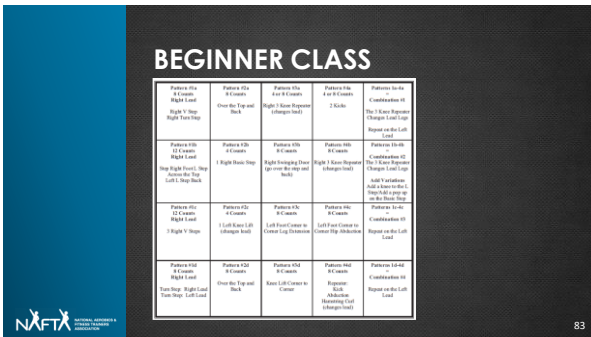 BEGINNER CLASS
Pattern #1a
8 Counts
Right Lead
Right V Step
Right Turn Step
Pattern #2a
8 Counts
Over the Top and
Back
Pattern #3a
4 or 8 Counts
Right 3 Knee Repeater
(changes lead)
Pattern #4a
4 or 8 Counts
2 Kicks
Patterns 1a-4a
=
Combination #1
The 3 Knee Repeater
Changes Lead Legs
Repeat on the Left
Lead
Pattern #1b
12 Counts
Right Lead
Step Right Foot L Step
Across the Top
Left L Step Back
Pattern #2b
4 Counts
1 Right Basic Step
Pattern #3b
8 Counts
Right Swinging Door
(go over the step and
back)
Pattern #4b
8 Counts
Right 3 Knee Repeater
(changes lead)
Patterns 1b-4b
=
Combination #2
The 3 Knee Repeater
Changes Lead Legs
Add Variations
Add a knee to the L
Step/Add a pop up
on the Basic Step
Pattern #1c
12 Counts
Right Lead
3 Right V Steps
Pattern #2c
4 Counts
1 Left Knee Lift
(changes lead)
Pattern #3c
8 Counts
Left Foot Corner to
Corner Leg Extension
Pattern #4c
8 Counts
Left Foot Corner to
Corner Hip Abduction
Patterns 1c-4c
=
Combination #3
Repeat on the Left
Lead
Pattern #1d
8 Counts
Right Lead
Turn Step: Right Lead
Turn Step: Left Lead
Pattern #2d
8 Counts
Over the Top and
Back
Pattern #3d
8 Counts
Knee Lift Corner to
Corner
Pattern #4d
8 Counts
Repeater:
Kick
Abduction
Hamstring Curl
(changes lead)
Patterns 1d-4d
=
Combination #4
Repeat on the Left
Lead
NAFTA
NATIONAL AEROBICS &
FITNESS TRAINERS
ASSOCIATION
83